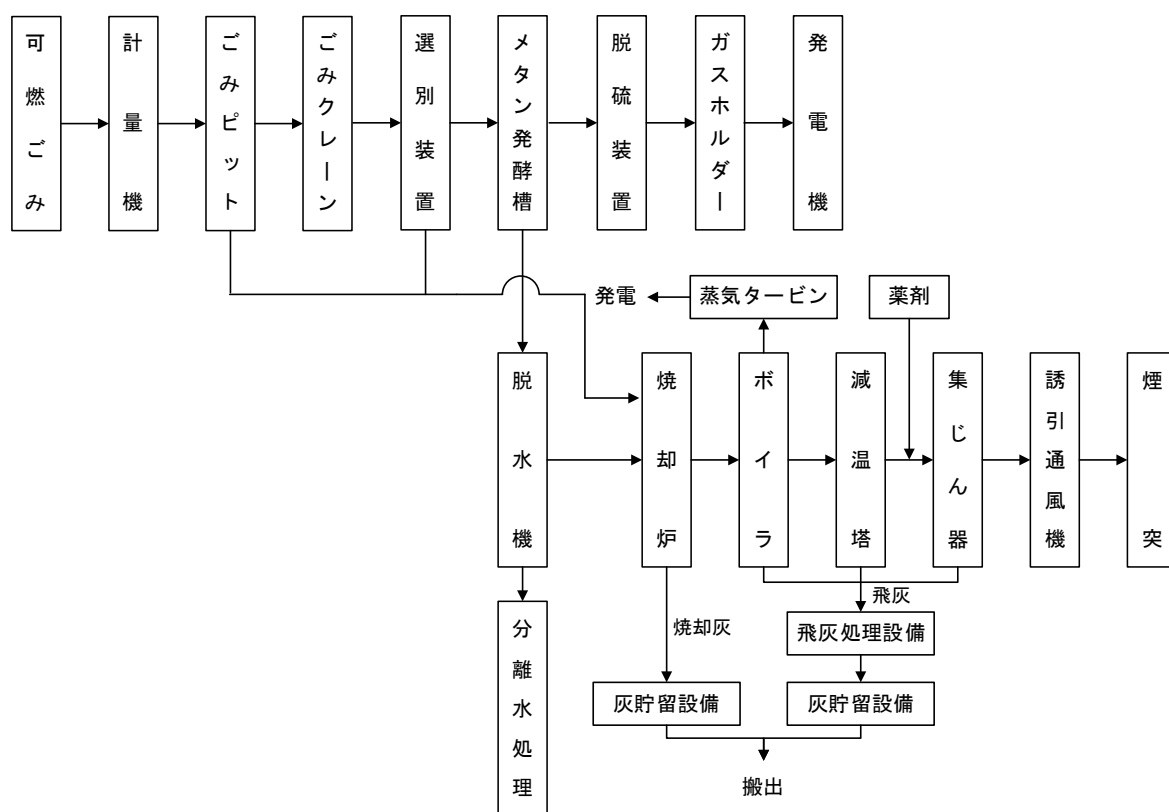 可燃ごみ
計量機
ごみピット
ごみクレーン
選別装置
メタン発酵槽
脱硫装置
ガスホルダー
発電機
発電
蒸気タービン
薬剤
脱水機
焼却炉
ボイラ
減温塔
集じん器
誘引通風機
煙突
飛灰
焼却灰
飛灰処理設備
分離水処理
灰貯留設備
灰貯留設備
搬出